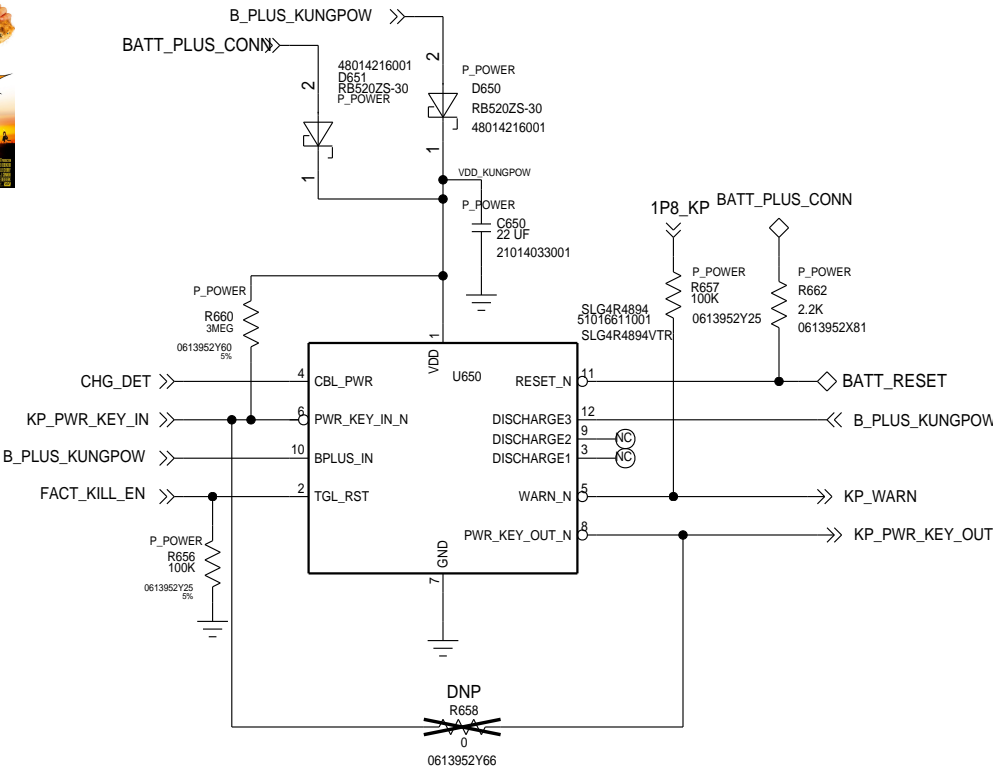 B_PLUS_KUNGPOW
BATT_PLUS_CONN
2
48014216001
D651
RB520ZS-30
P_POWER
1
2
P_POWER
D650
RB520ZS-30
48014216001
1
VDD_KUNGPOW
P_POWER
C650
22 UF
21014033001
1P8_KP
BATT_PLUS_CONN
P_POWER
R657
100K
0613952Y25
P_POWER
R662
2.2K
0613952X81
P_POWER
R660
3MEG
0613952Y60
5%
SLG4R4894
51016611001
SLG4R4894VTR
1
VDD
U650
CHG_DET
4
CBL_PWR
RESET_N
11
BATT_RESET
KP_PWR_KEY_IN
6
PWR_KEY_IN_N
DISCHARGE3
12
B_PLUS_KUNGPOW
DISCHARGE2
9
NC
B_PLUS_KUNGPOW
10
BPLUS_IN
DISCHARGE1
3
NC
FACT_KILL_EN
2
TGL_RST
WARN_N
5
KP_WARN
PWR_KEY_OUT_N
8
KP_PWR_KEY_OUT
P_POWER
R656
100K
0613952Y25
5%
GND
7
DNP
R658
0
0613952Y66